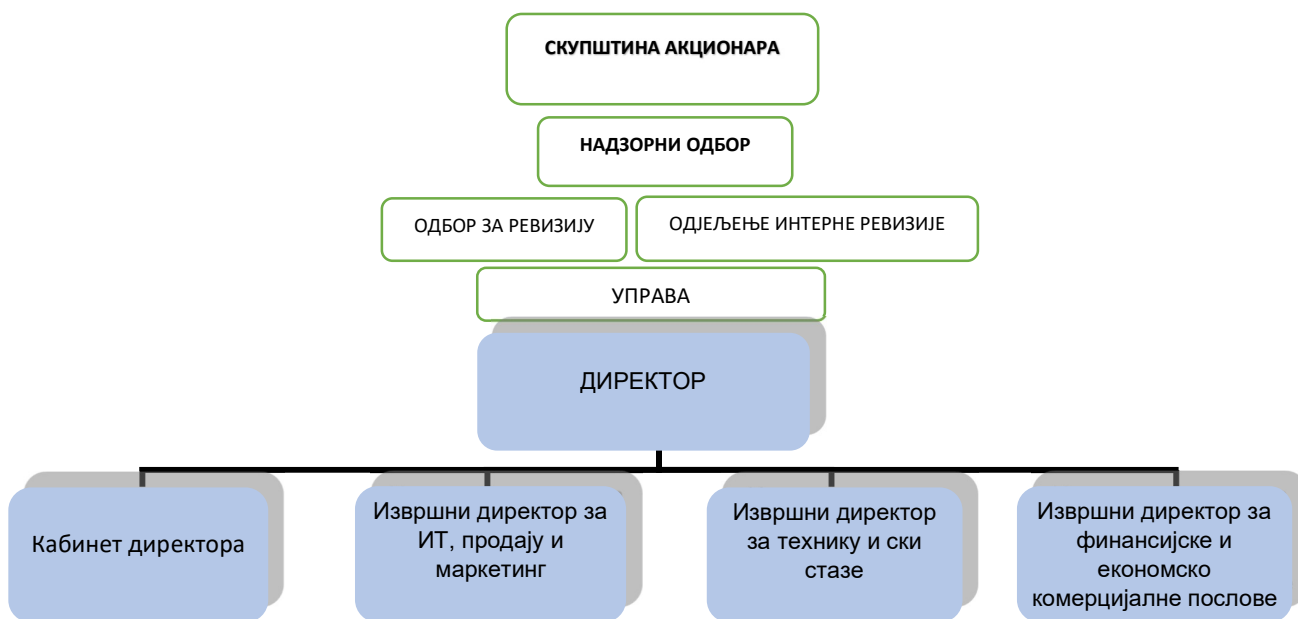 СКУПШТИНА АКЦИОНАРА
НАДЗОРНИ ОДБОР
ОДБОР ЗА РЕВИЗИЈУ
ОДЈЕЉЕЊЕ ИНТЕРНЕ РЕВИЗИЈЕ
УПРАВА
ДИРЕКТОР
Кабинет директора
Извршни директор за
ИТ, продају и
маркетинг
Извршни директор
за технику и ски
стазе
Извршни директор за
финансијске и
економско
комерцијалне послове